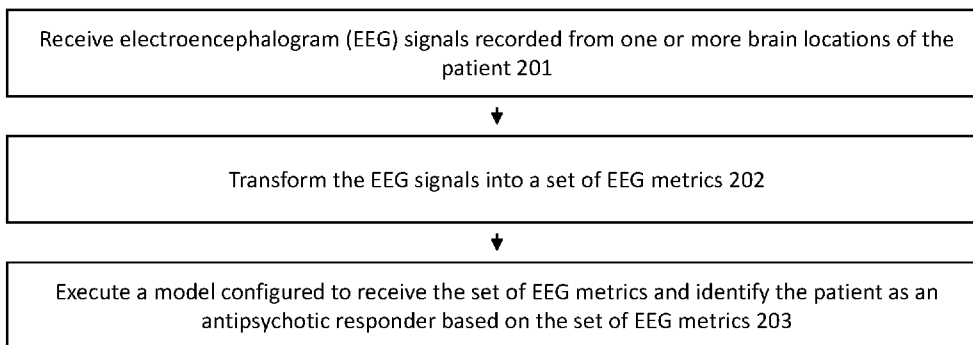 Receive electroencephalogram (EEG) signals recorded from one or more brain locations of the
patient 201
Transform the EEG signals into a set of EEG metrics 202
Execute a model configured to receive the set of EEG metrics and identify the patient as an
antipsychotic responder based on the set of EEG metrics 203